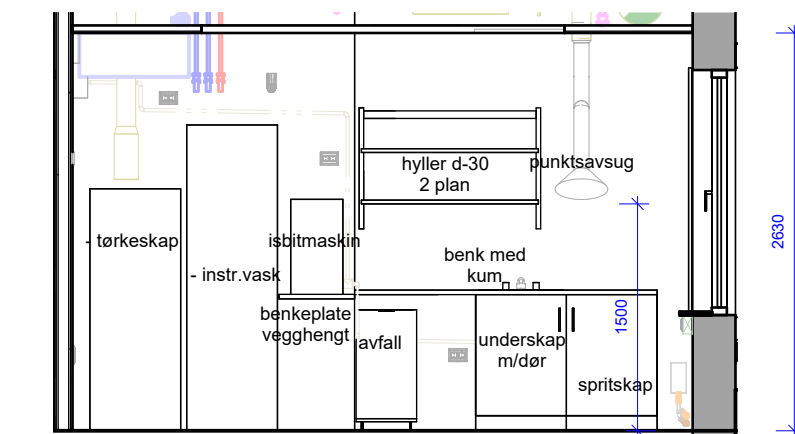 hyller d-30
2 plan
punktsavsug
- tørkeskap
isbitmaskin
- instr.vask
benk med
kum
benkeplate
vegghengt
avfall
underskap
m/dør
spritskap
1500
2630